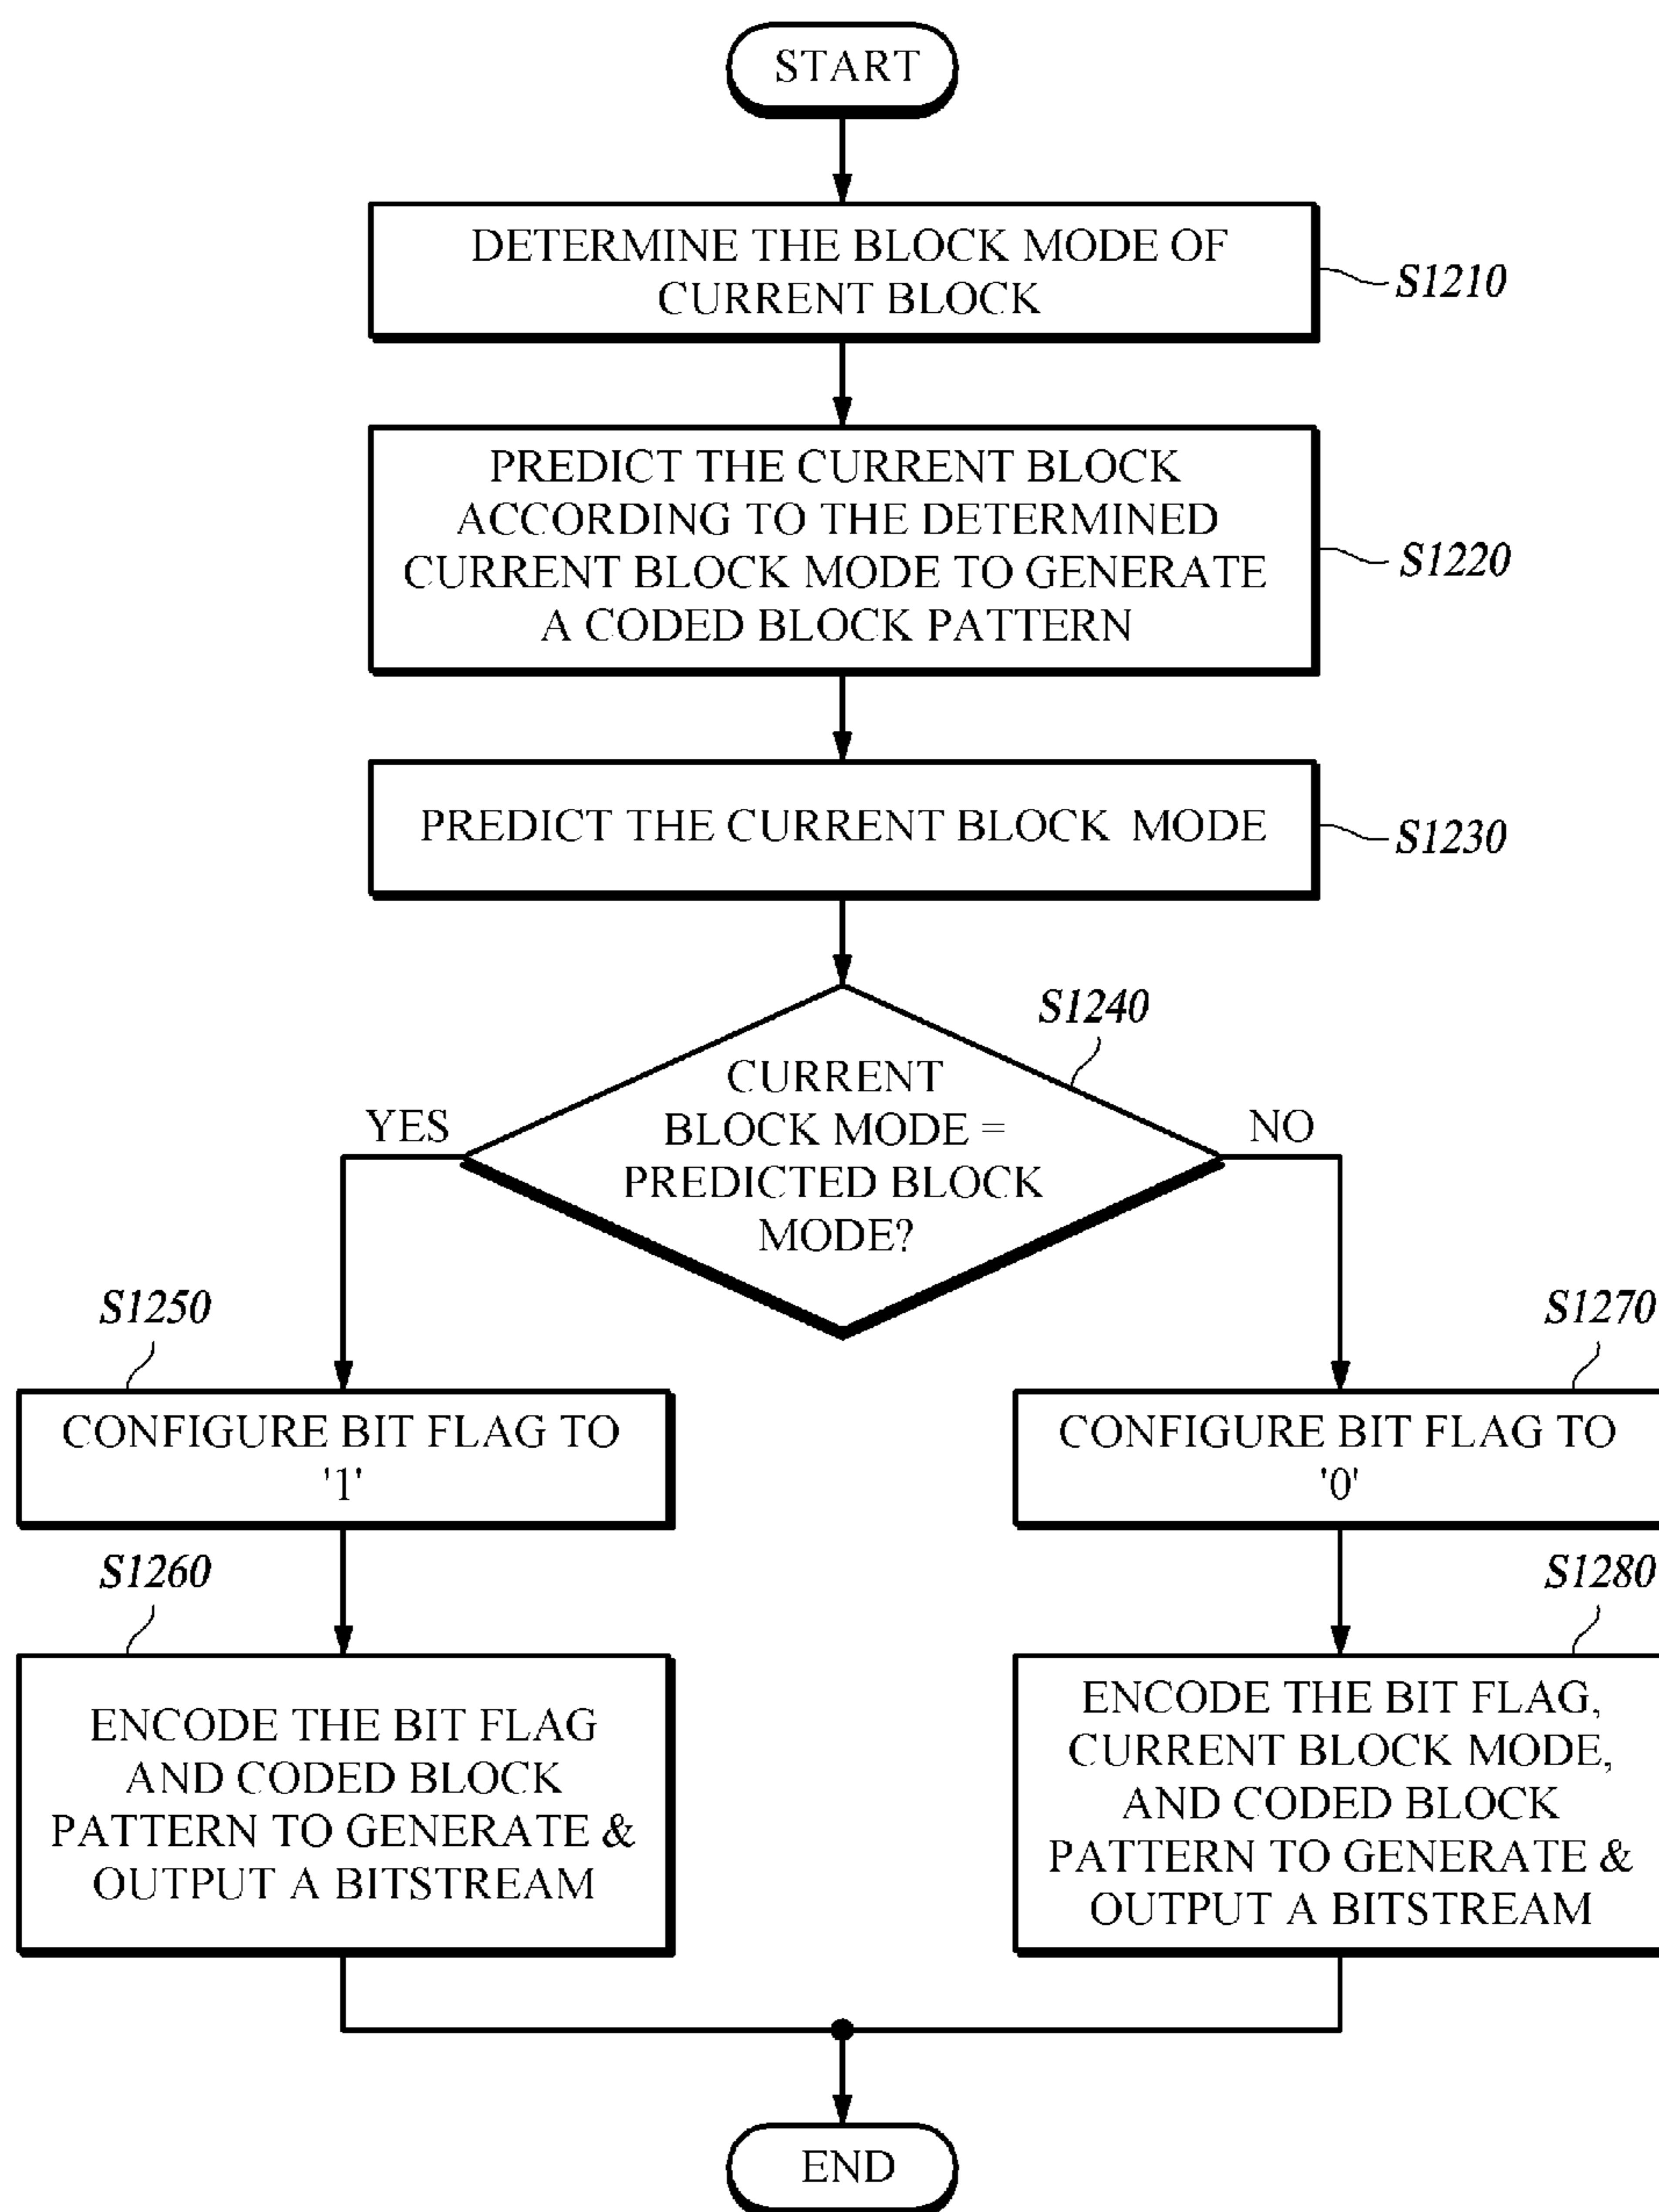 START
DETERMINE THE BLOCK MODE OF
CURRENT BLOCK
S1210
PREDICT THE CURRENT BLOCK
ACCORDING TO THE DETERMINED
CURRENT BLOCK MODE TO GENERATE
A CODED BLOCK PATTERN
S1220
PREDICT THE CURRENT BLOCK MODE
S1230
S1240
CURRENT
BLOCK MODE =
PREDICTED BLOCK
MODE?
YES
NO
S1250
CONFIGURE BIT FLAG TO
'1'
S1260
ENCODE THE BIT FLAG
AND CODED BLOCK
PATTERN TO GENERATE &
OUTPUT A BITSTREAM
S1270
CONFIGURE BIT FLAG TO
'0'
S1280
ENCODE THE BIT FLAG,
CURRENT BLOCK MODE,
AND CODED BLOCK
PATTERN TO GENERATE &
OUTPUT A BITSTREAM
END